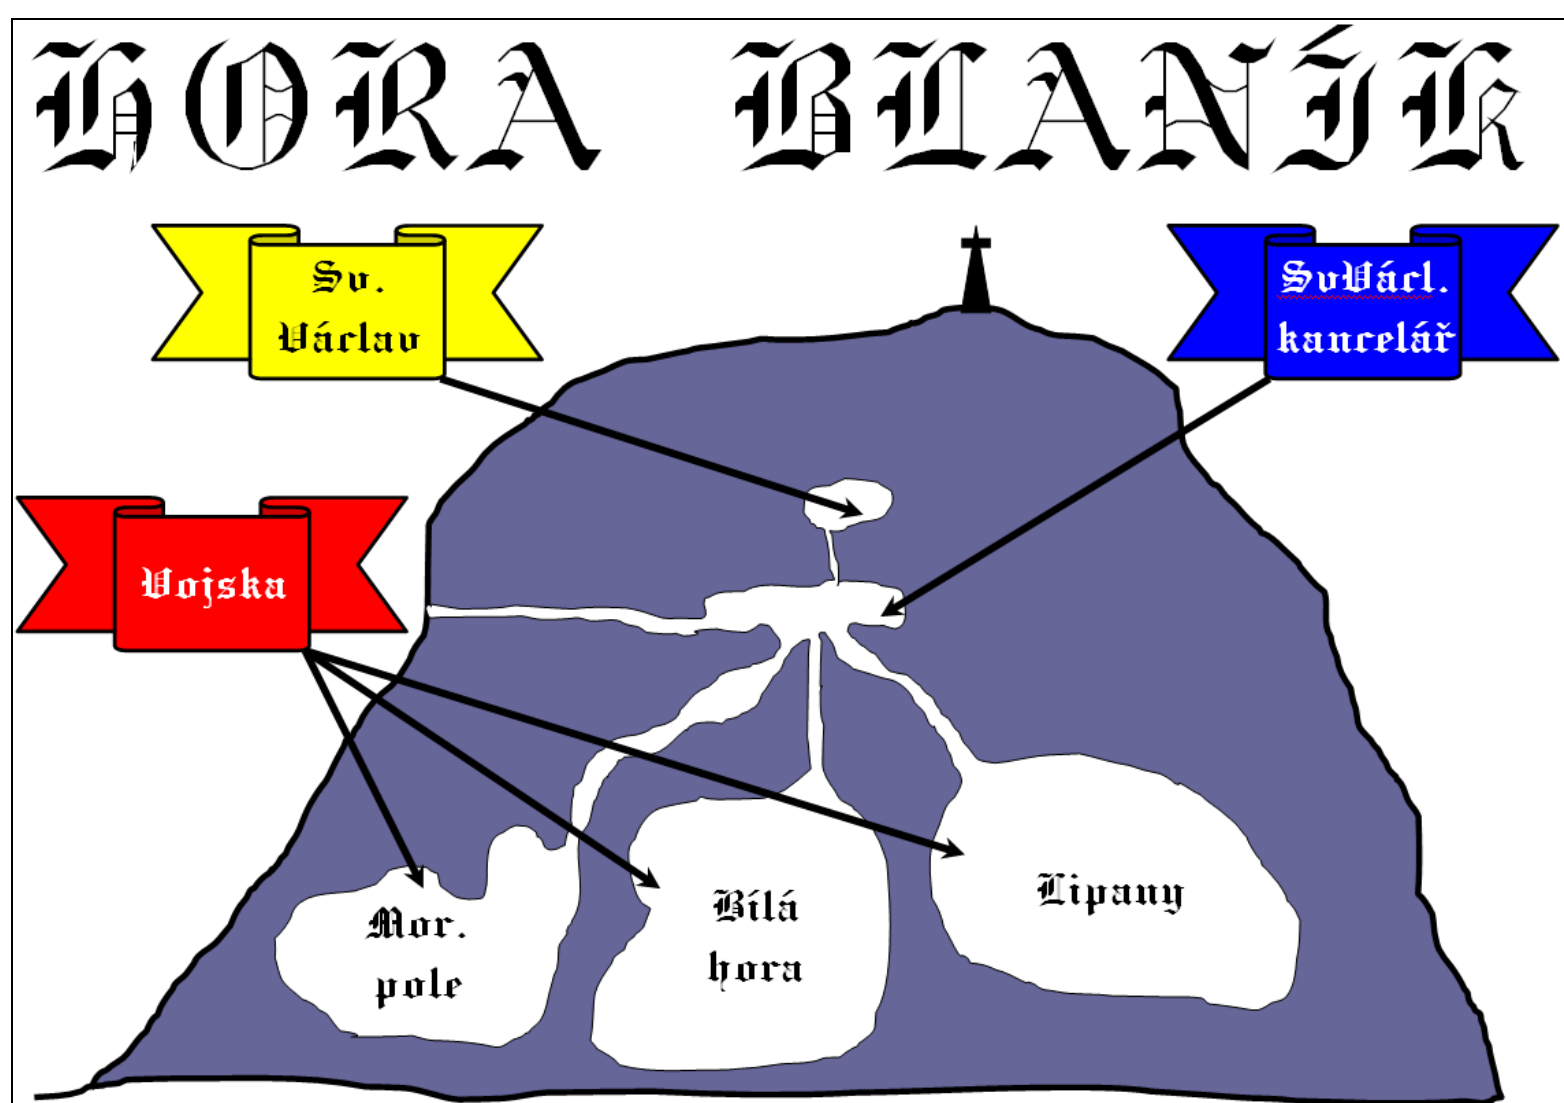 HORA BLANÍK
Sv.
Václav
SvVácl.
kancelář
Vojska
Mor.
pole
Bílá
hora
Lipany